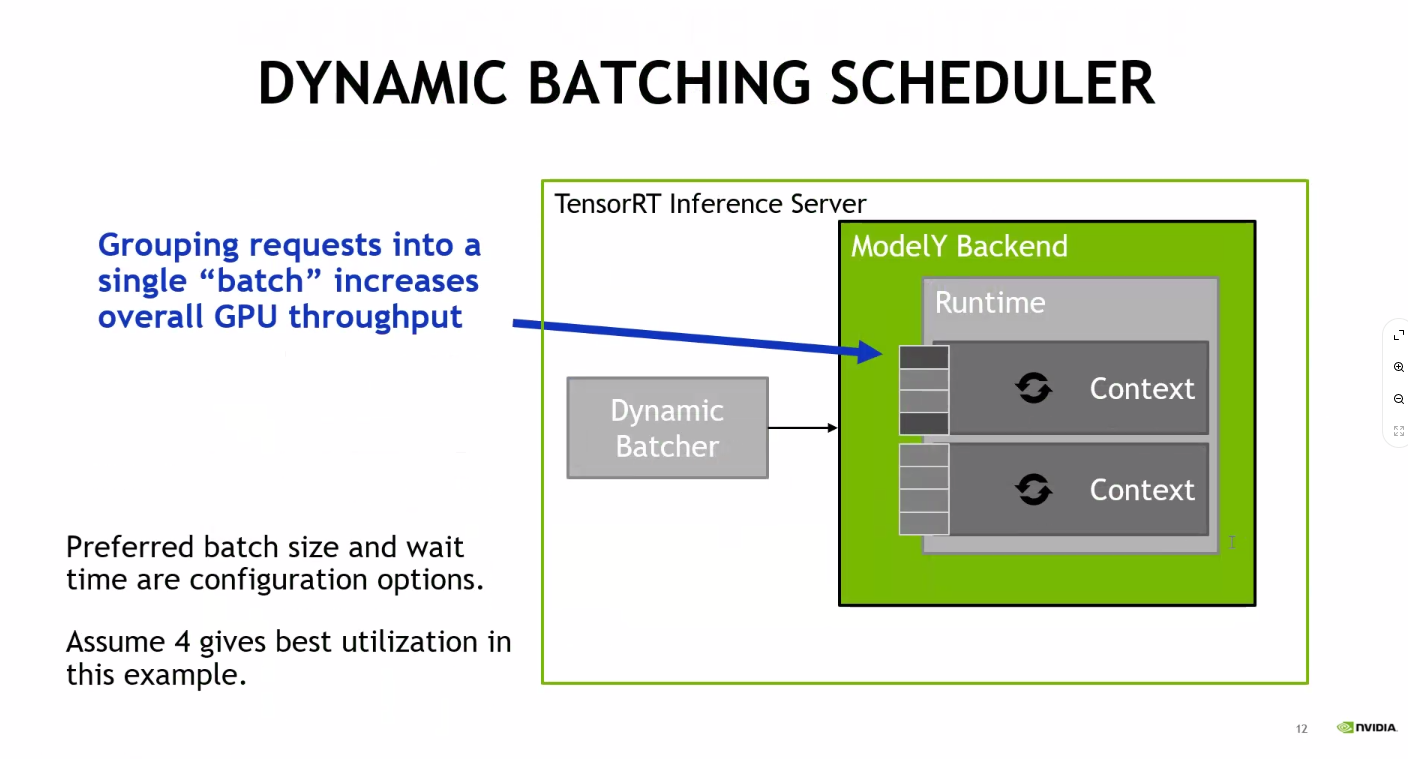 DYNAMIC BATCHING SCHEDULER
Grouping requests into a
single “batch” increases
overall GPU throughput
TensorRT Inference Server
ModelY Backend
Runtime
Context
Context
Dynamic
Batcher
Preferred batch size and wait
time are configuration options.
Assume 4 gives best utilization in
this example.
12
NVIDIA.